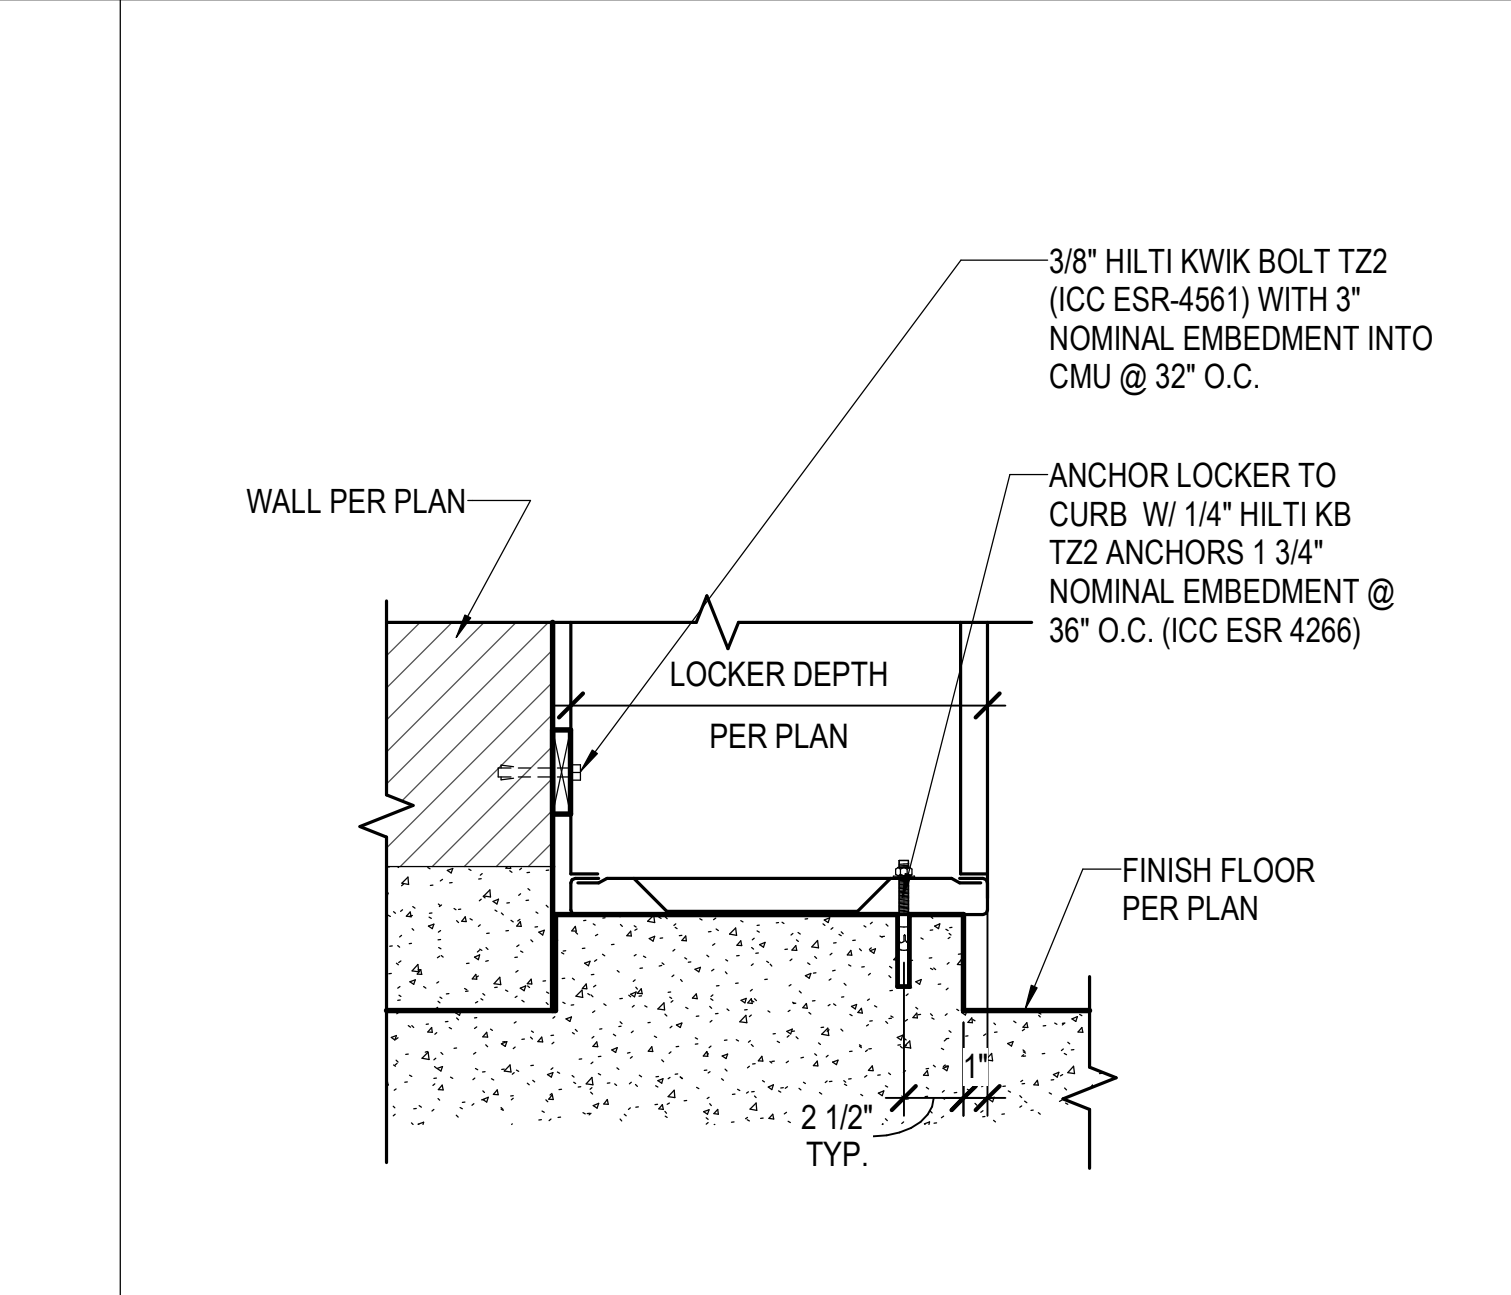 3/8" HILTI KWIK BOLT TZ2
(ICC ESR-4561) WITH 3"
NOMINAL EMBEDMENT INTO
CMU @ 32" O.C.
ANCHOR LOCKER TO
CURB  W/ 1/4" HILTI KB
TZ2 ANCHORS 1 3/4"
NOMINAL EMBEDMENT @
36" O.C. (ICC ESR 4266)
WALL PER PLAN
LOCKER DEPTH
PER PLAN
FINISH FLOOR
PER PLAN
1"
2 1/2"
TYP.